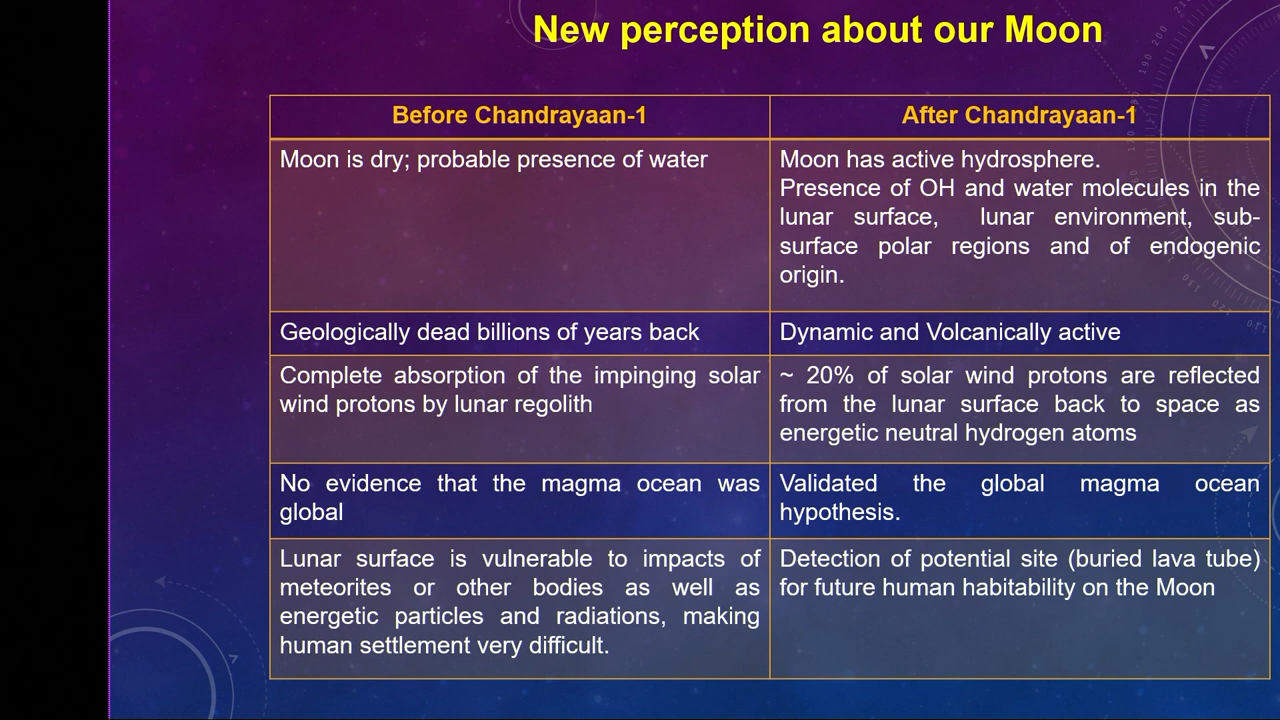 New perception about our Moon
Before Chandrayaan-1
After Chandrayaan-1
Moon is dry; probable presence of water
Moon has active hydrosphere.
Presence of OH and water molecules in the
lunar surface, lunar environment, sub-
surface polar regions and of endogenic
origin.
Geologically dead billions of years back
Dynamic and Volcanically active
Complete absorption of the impinging solar
wind protons by lunar regolith
~ 20% of solar wind protons are reflected
from the lunar surface back to space as
energetic neutral hydrogen atoms
No evidence that the magma ocean was
global
Validated the global magma ocean
hypothesis.
Lunar surface is vulnerable to impacts of
meteorites or other bodies as well as
energetic particles and radiations, making
human settlement very difficult.
Detection of potential site (buried lava tube)
for future human habitability on the Moon